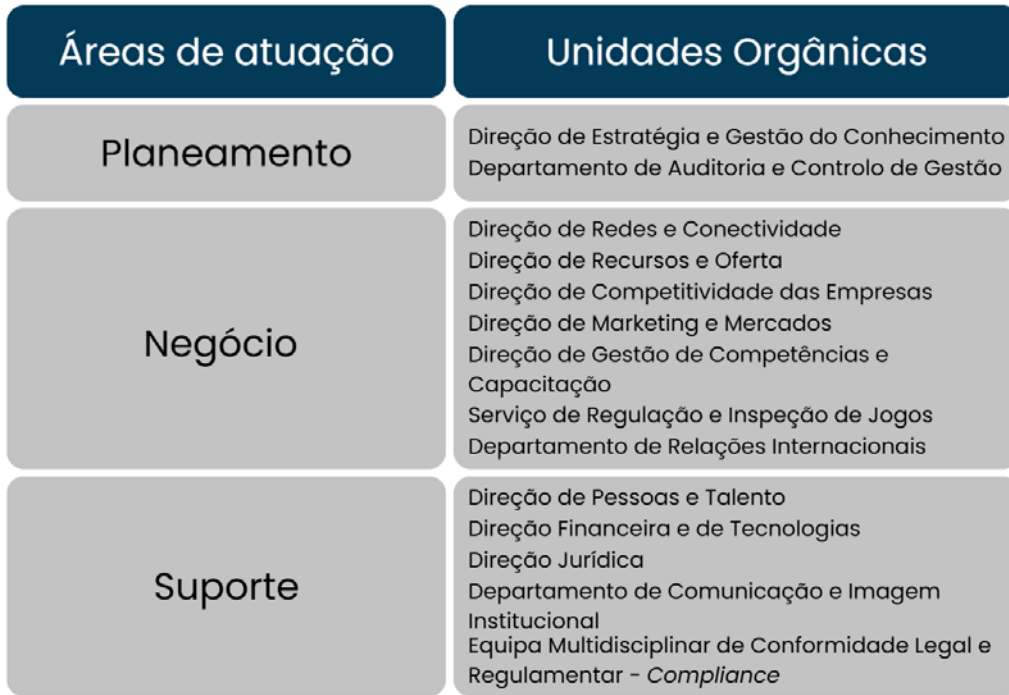 Áreas de atuação
Unidades Orgânicas
Planeamento
Direção de Estratégia e Gestão do Conhecimento
Departamento de Auditoria e Controlo de Gestão
Negócio
Direção de Redes e Conectividade
Direção de Recursos e Oferta
Direção de Competitividade das Empresas
Direção de Marketing e Mercados
Direção de Gestão de Competências e
Capacitação
Serviço de Regulação e Inspeção de Jogos
Departamento de Relações Internacionais
Suporte
Direção de Pessoas e Talento
Direção Financeira e de Tecnologias
Direção Jurídica
Departamento de Comunicação e Imagem
Institucional
Equipa Multidisciplinar de Conformidade Legal e
Regulamentar - Compliance